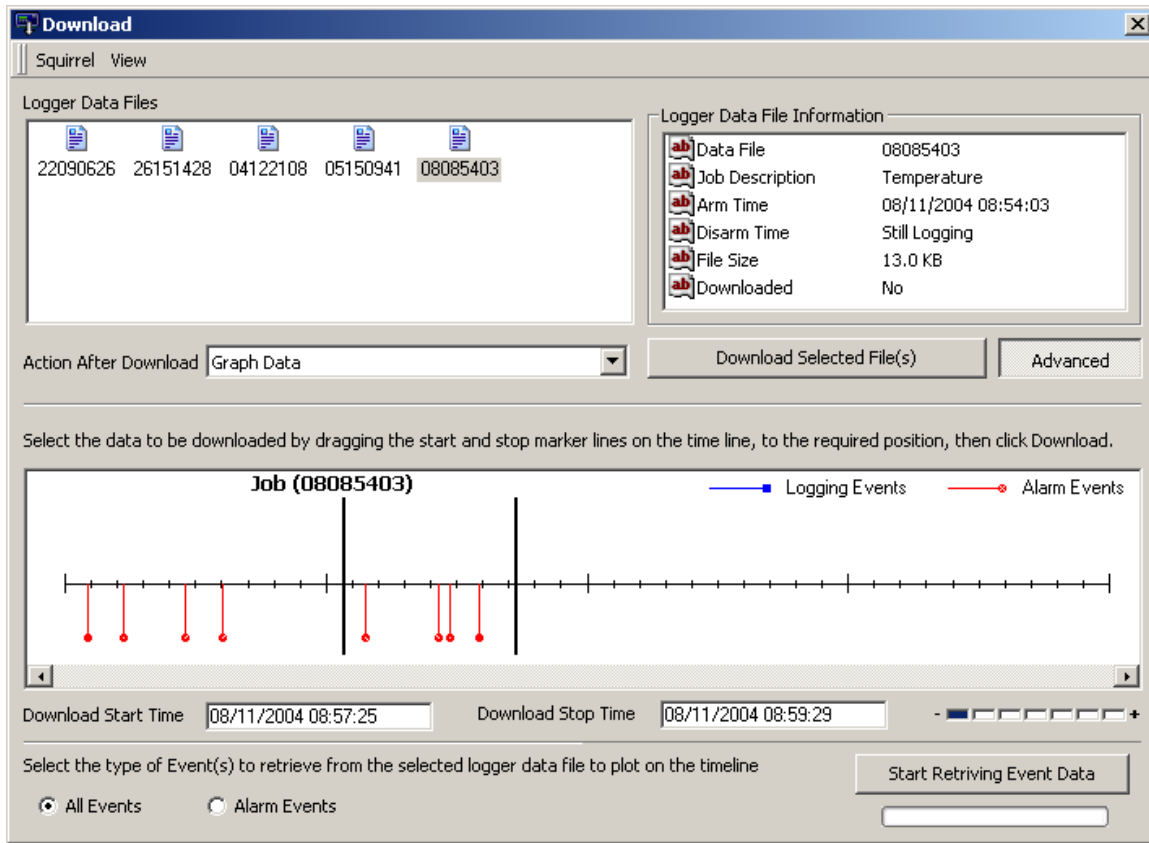 Download
Squirrel View
Logger Data Files
22090626 26151428 04122108 05150941 08085403
Logger Data File Information
ab Data File 08085403
ab Job Description Temperature
ab Arm Time 08/11/2004 08:54:03
ab Disarm Time Still Logging
ab File Size 13.0 KB
ab Downloaded No
Action After Download Graph Data
Download Selected File(s) Advanced
Select the data to be downloaded by dragging the start and stop marker lines on the time line, to the required position, then click Download.
Job (08085403)
Logging Events Alarm Events
Download Start Time 08/11/2004 08:57:25 Download Stop Time 08/11/2004 08:59:29 - +
Select the type of Event(s) to retrieve from the selected logger data file to plot on the timeline
Start Retriving Event Data
All Events Alarm Events